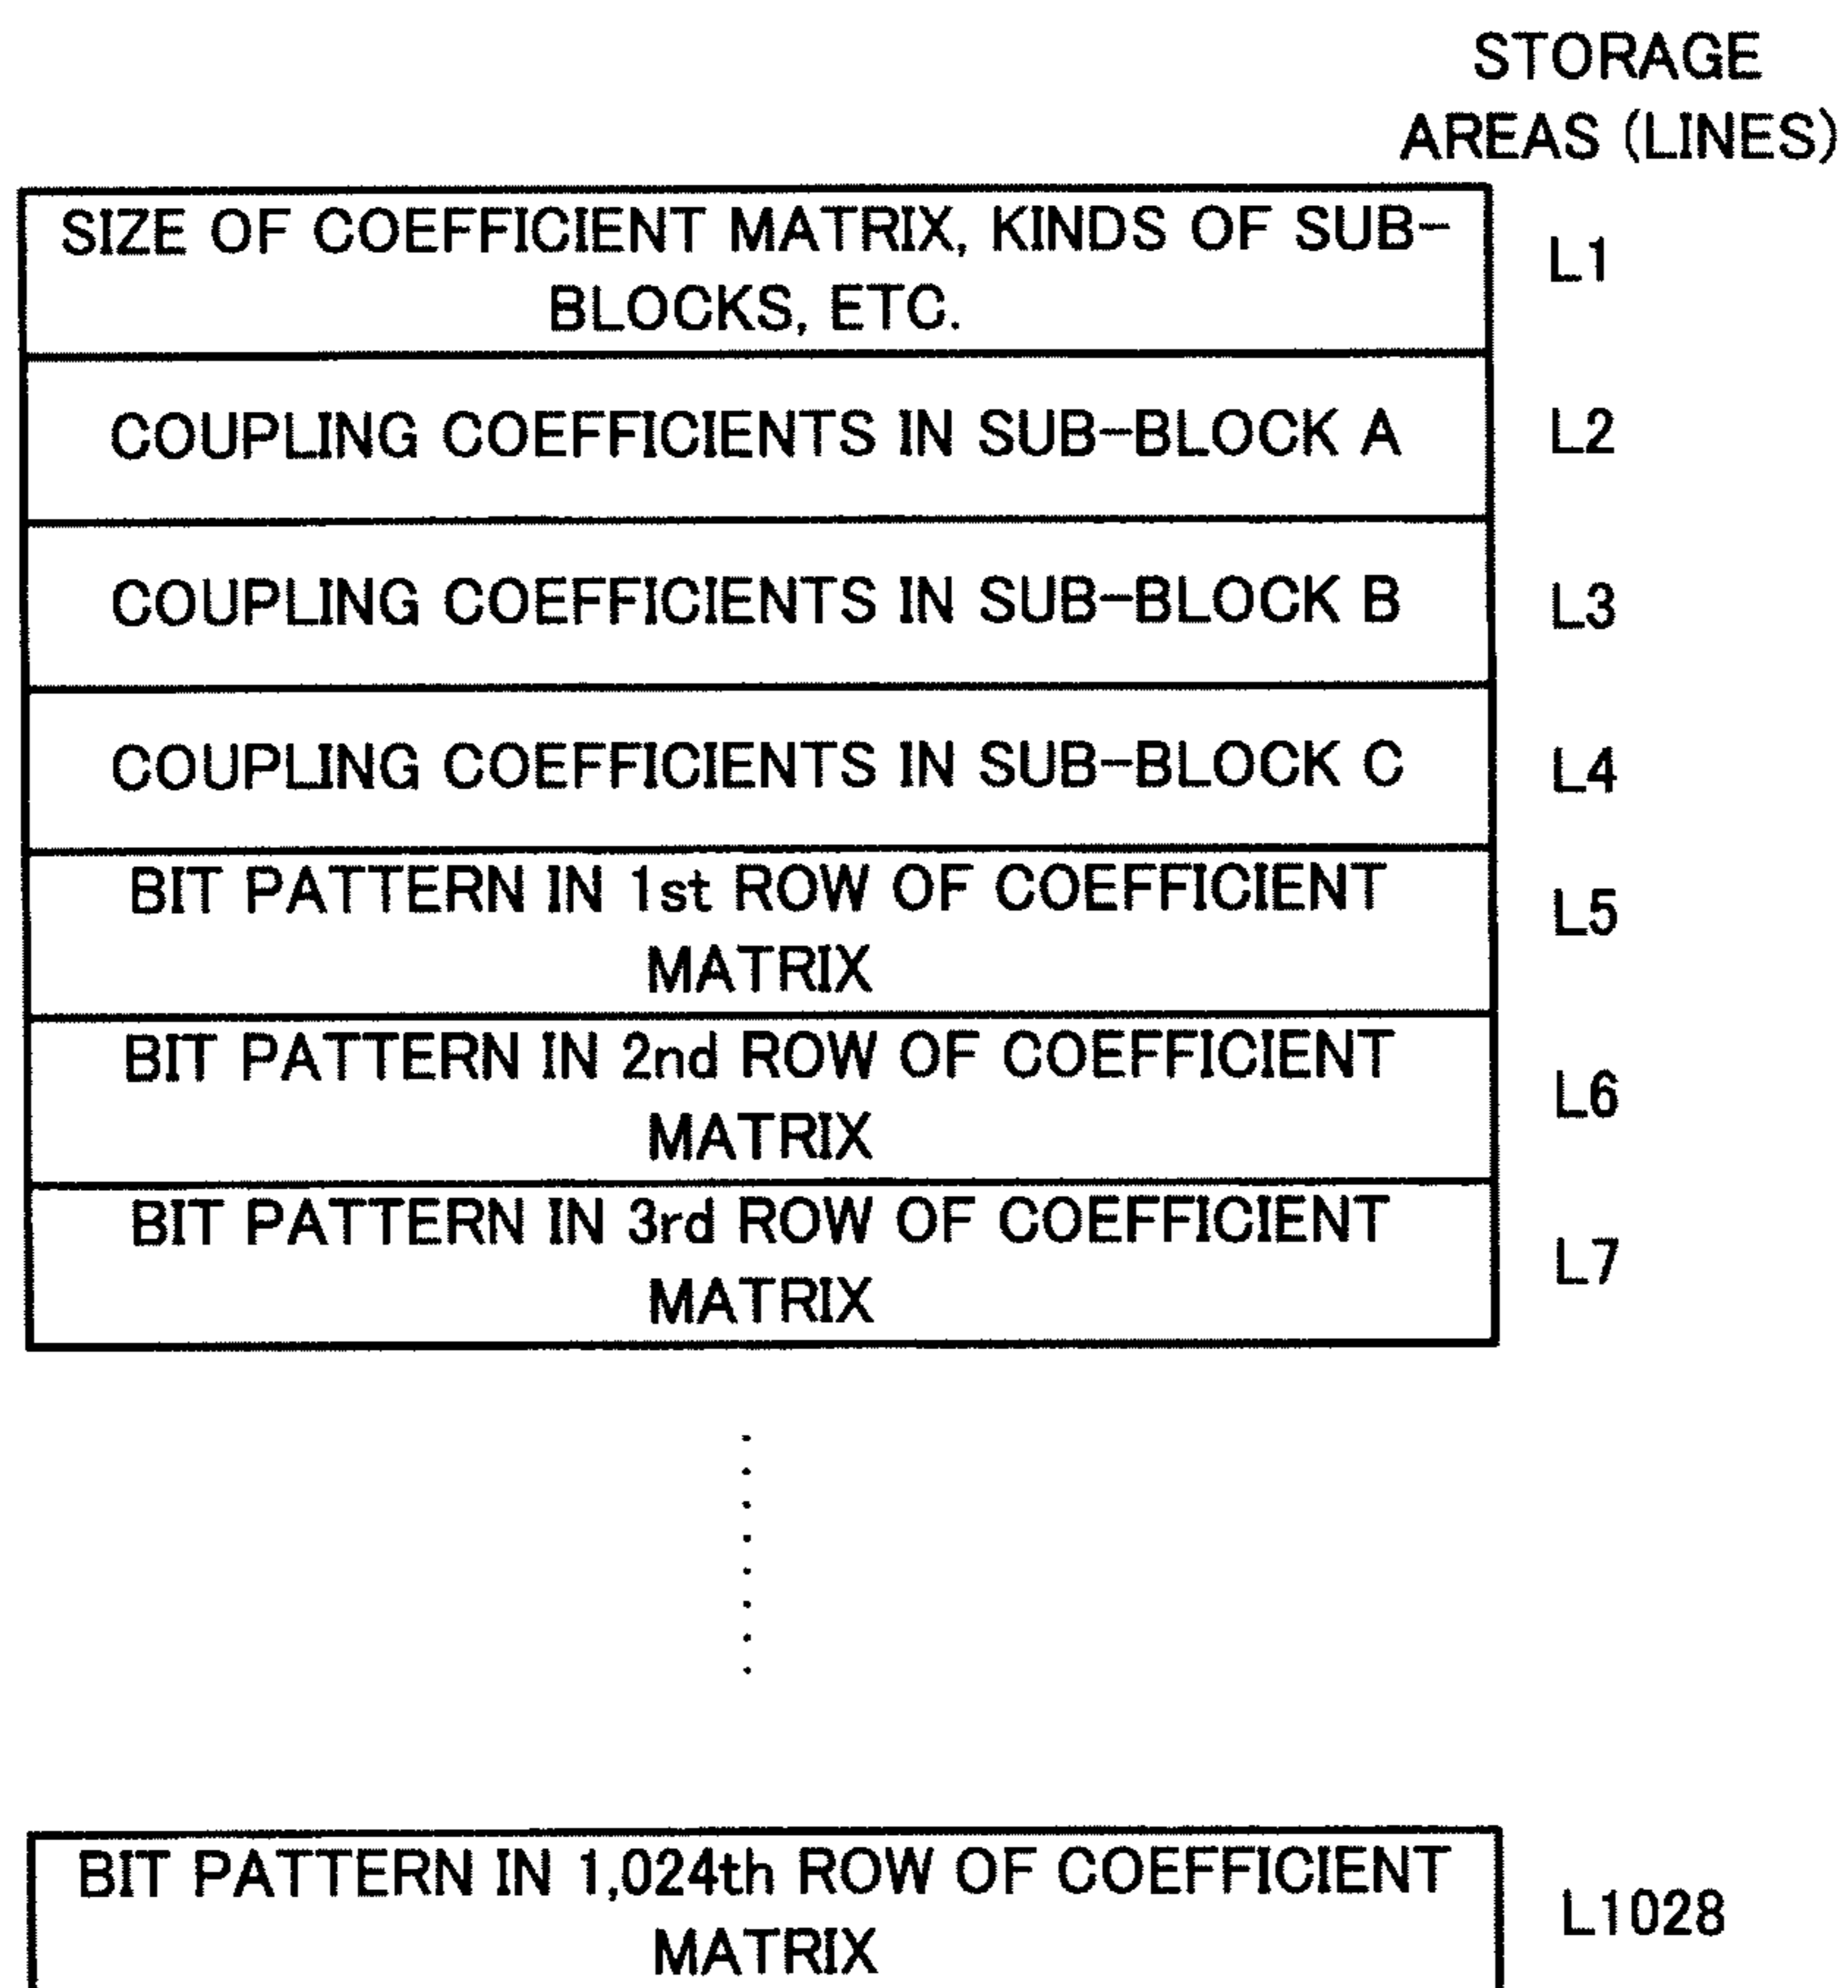 STORAGE
AREAS (LINES)
SIZE OF COEFFICIENT MATRIX, KINDS OF SUB-
BLOCKS, ETC.
L1
COUPLING COEFFICIENTS IN SUB-BLOCK A
L2
COUPLING COEFFICIENTS IN SUB-BLOCK B
L3
COUPLING COEFFICIENTS IN SUB-BLOCK C
L4
BIT PATTERN IN 1st ROW OF COEFFICIENT
MATRIX
L5
BIT PATTERN IN 2nd ROW OF COEFFICIENT
MATRIX
L6
BIT PATTERN IN 3rd ROW OF COEFFICIENT
MATRIX
L7
BIT PATTERN IN 1,024th ROW OF COEFFICIENT
MATRIX
L1028